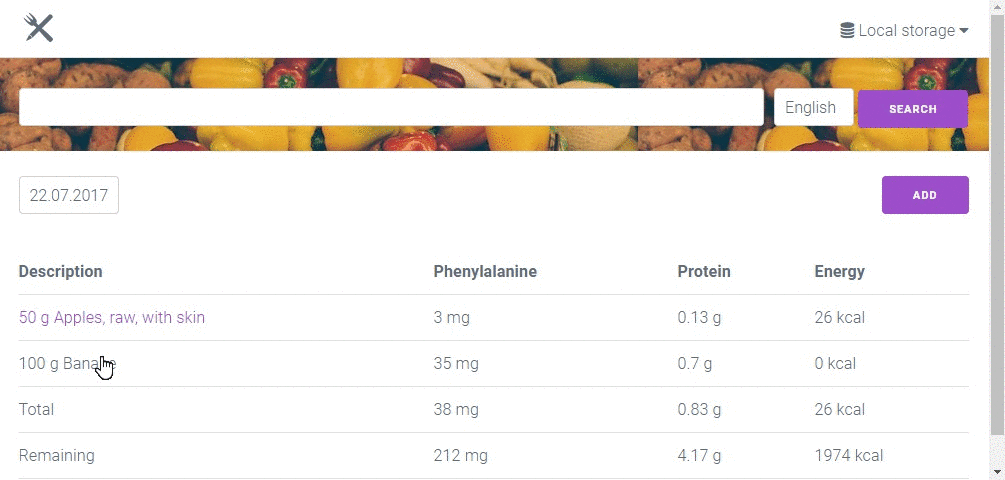 Local storage
English SEARCH
22.07.2017 ADD
Description Phenylalanine Protein Energy
50 g Apples, raw, with skin 3 mg 0.13 g 26 kcal
100 g 35 mg 0.7 g 0 kcal
Total 38 mg 0.83 g 26 kcal
Remaining 212 mg 4.17 g 1974 kcal